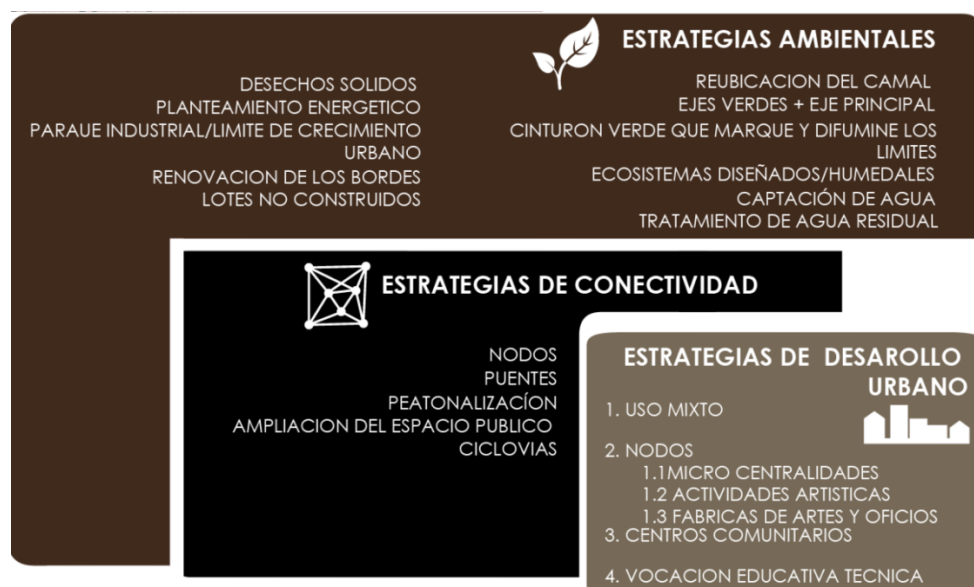 ESTRATEGIAS AMBIENTALES
DESECHOS SOLIDOS
PLANTEAMIENTO ENERGETICO
PARAUE INDUSTRIAL/LIMITE DE CRECIMIENTO
URBANO
RENOVACION DE LOS BORDES
LOTES NO CONSTRUIDOS
REUBICACION DEL CAMAL
EJES VERDES + EJE PRINCIPAL
CINTURON VERDE QUE MARQUE Y DIFUMINE LOS
LIMITES
ECOSISTEMAS DISEÑADOS/HUMEDALES
CAPTACIÓN DE AGUA
TRATAMIENTO DE AGUA RESIDUAL
ESTRATEGIAS DE CONECTIVIDAD
NODOS
PUENTES
PEATONALIZACÍON
AMPLIACION DEL ESPACIO PUBLICO
CICLOVIAS
ESTRATEGIAS DE DESAROLLO
URBANO
1. USO MIXTO
2. NODOS
1.1MICRO CENTRALIDADES
1.2 ACTIVIDADES ARTISTICAS
1.3 FABRICAS DE ARTES Y OFICIOS
3. CENTROS COMUNITARIOS
4. VOCACION EDUCATIVA TECNICA